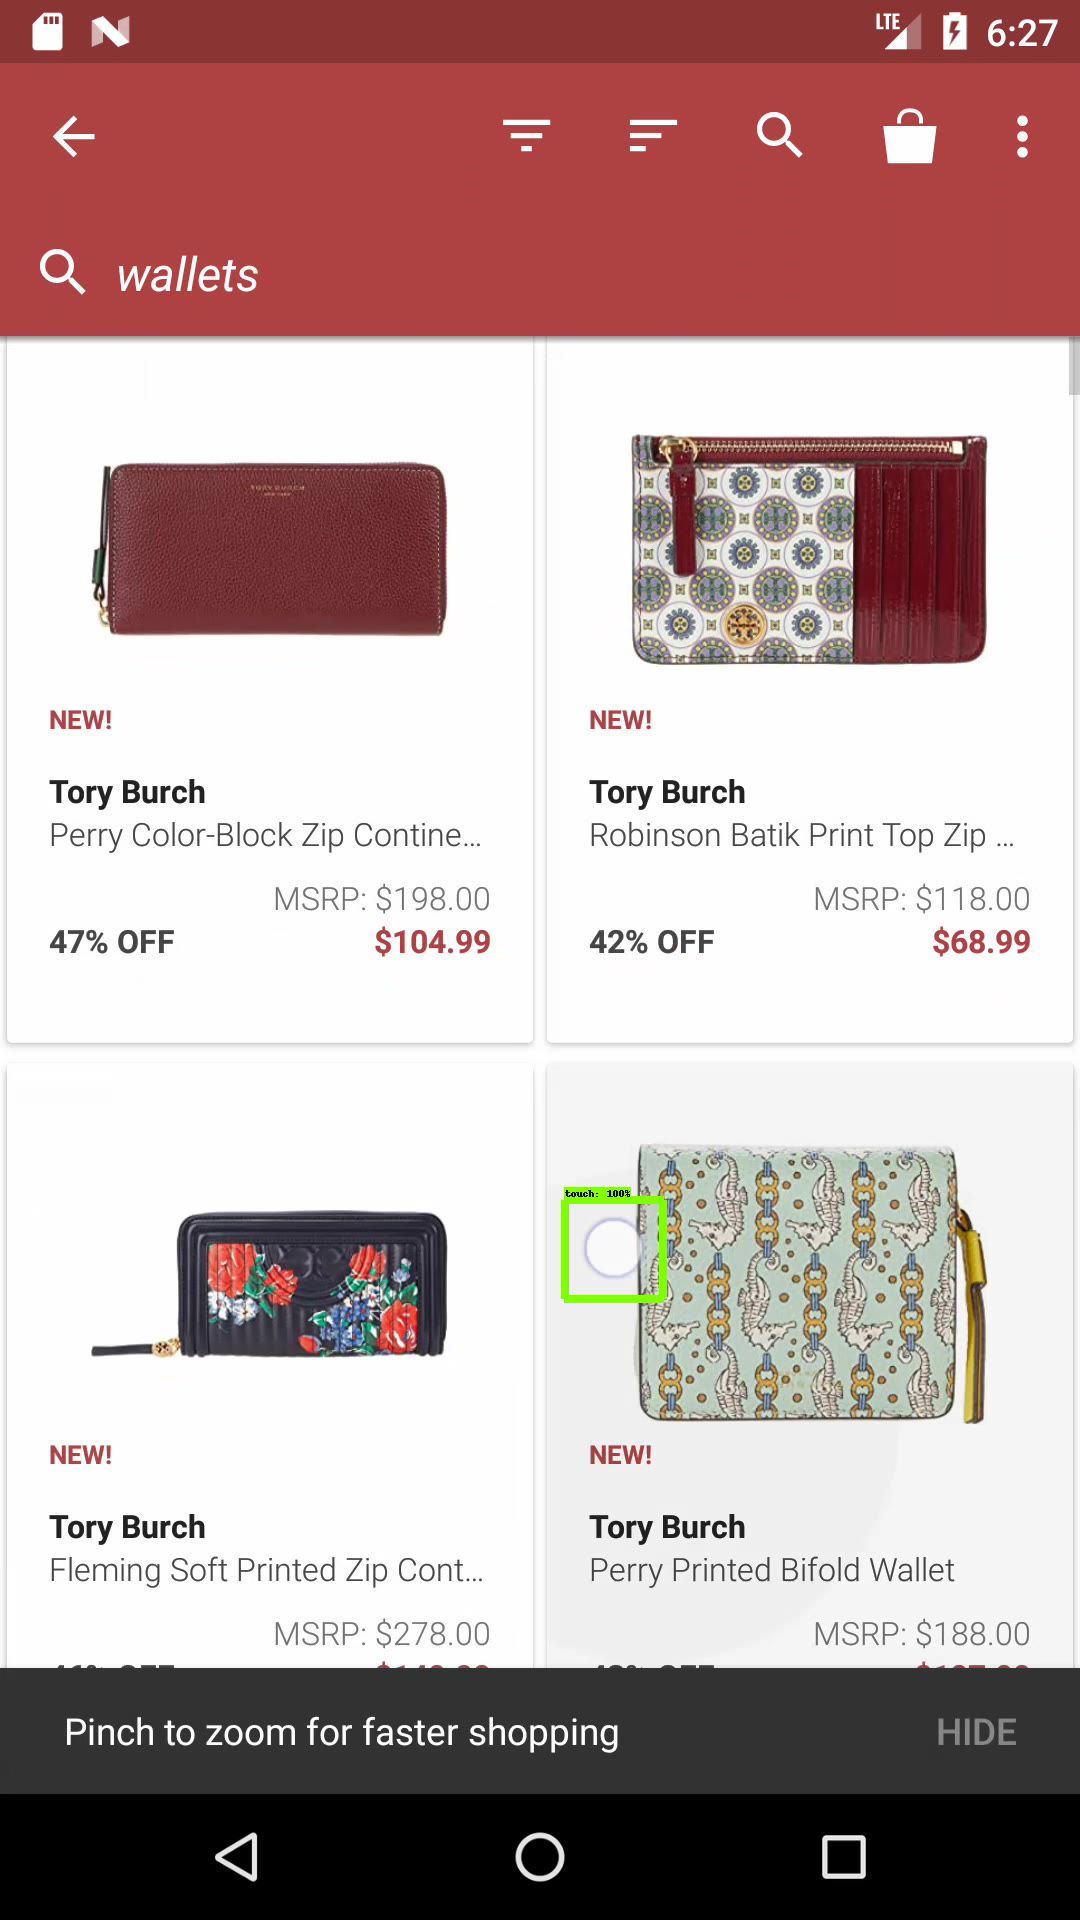 LTE 6:27
wallets
TORY BURCH
NEW!
Tory Burch
Perry Color-Block Zip Contine...
MSRP: $198.00
47% OFF $104.99
NEW!
Tory Burch
Robinson Batik Print Top Zip ...
MSRP: $118.00
42% OFF $68.99
NEW!
Tory Burch
Fleming Soft Printed Zip Cont...
MSRP: $278.00
touch: 100%
NEW!
Tory Burch
Perry Printed Bifold Wallet
MSRP: $188.00
Pinch to zoom for faster shopping
HIDE